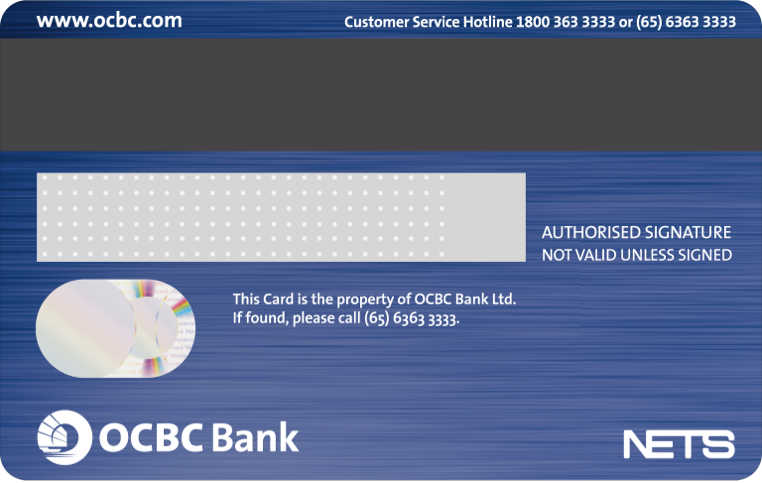 www.ocbc.com
Customer Service Hotline 1800 363 3333 or (65) 6363 3333
AUTHORISED SIGNATURE
NOT VALID UNLESS SIGNED
This Card is the property of OCBC Bank Ltd.
If found, please call (65) 6363 3333.
OCBC Bank
NETS